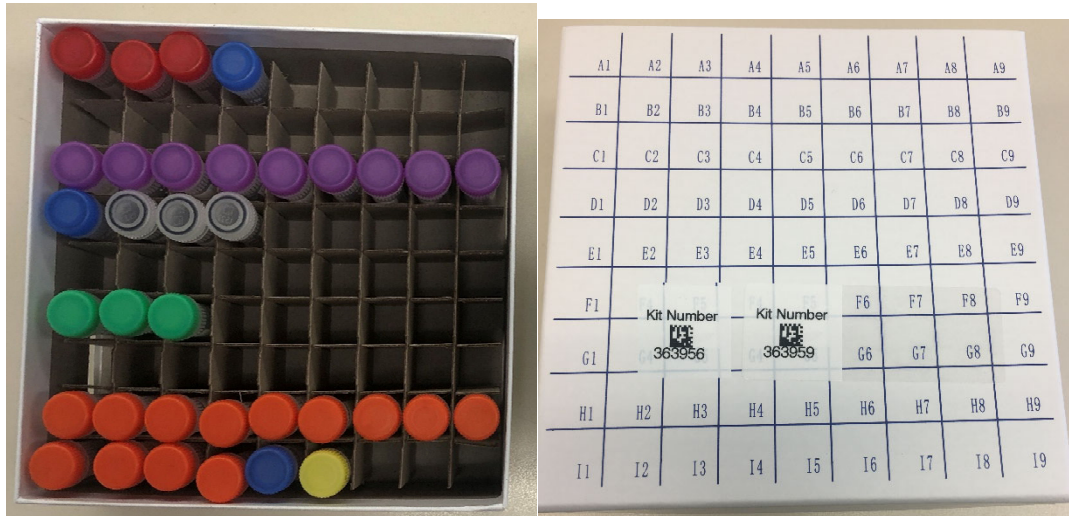 A1 A2 A3 A4 A5 A6 A7 A8 A9
B1 B2 B3 B4 B5 B6 B7 B8 B9
C1 C2 C3 C4 C5 C6 C7 C8 C9
D1 D2 D3 D4 D5 D6 D7 D8 D9
E1 E2 E3 E4 E5 E6 E7 E8 E9
F1 F6 F7 F8 F9
Kit Number Kit Number
363956 363959
G1 G6 G7 G8 G9
H1 H2 H3 H4 H5 H6 H7 H8 H9
I1 I2 I3 I4 I5 I6 I7 I8 I9